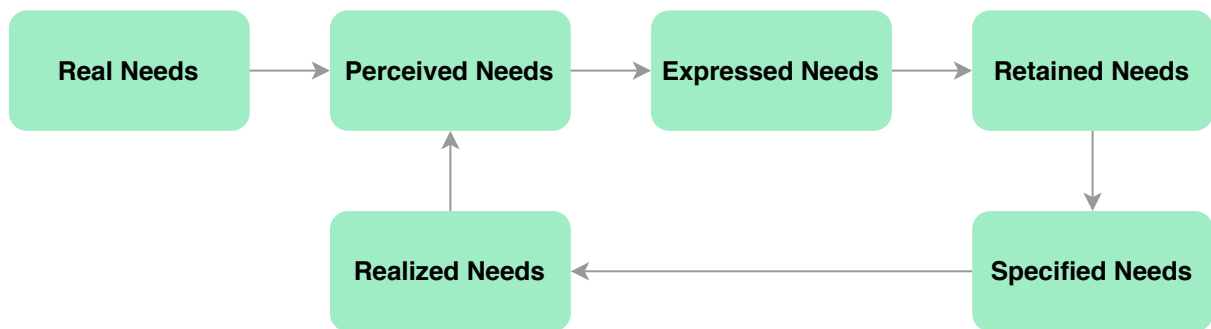 Real Needs
Perceived Needs
Expressed Needs
Retained Needs
Realized Needs
Specified Needs